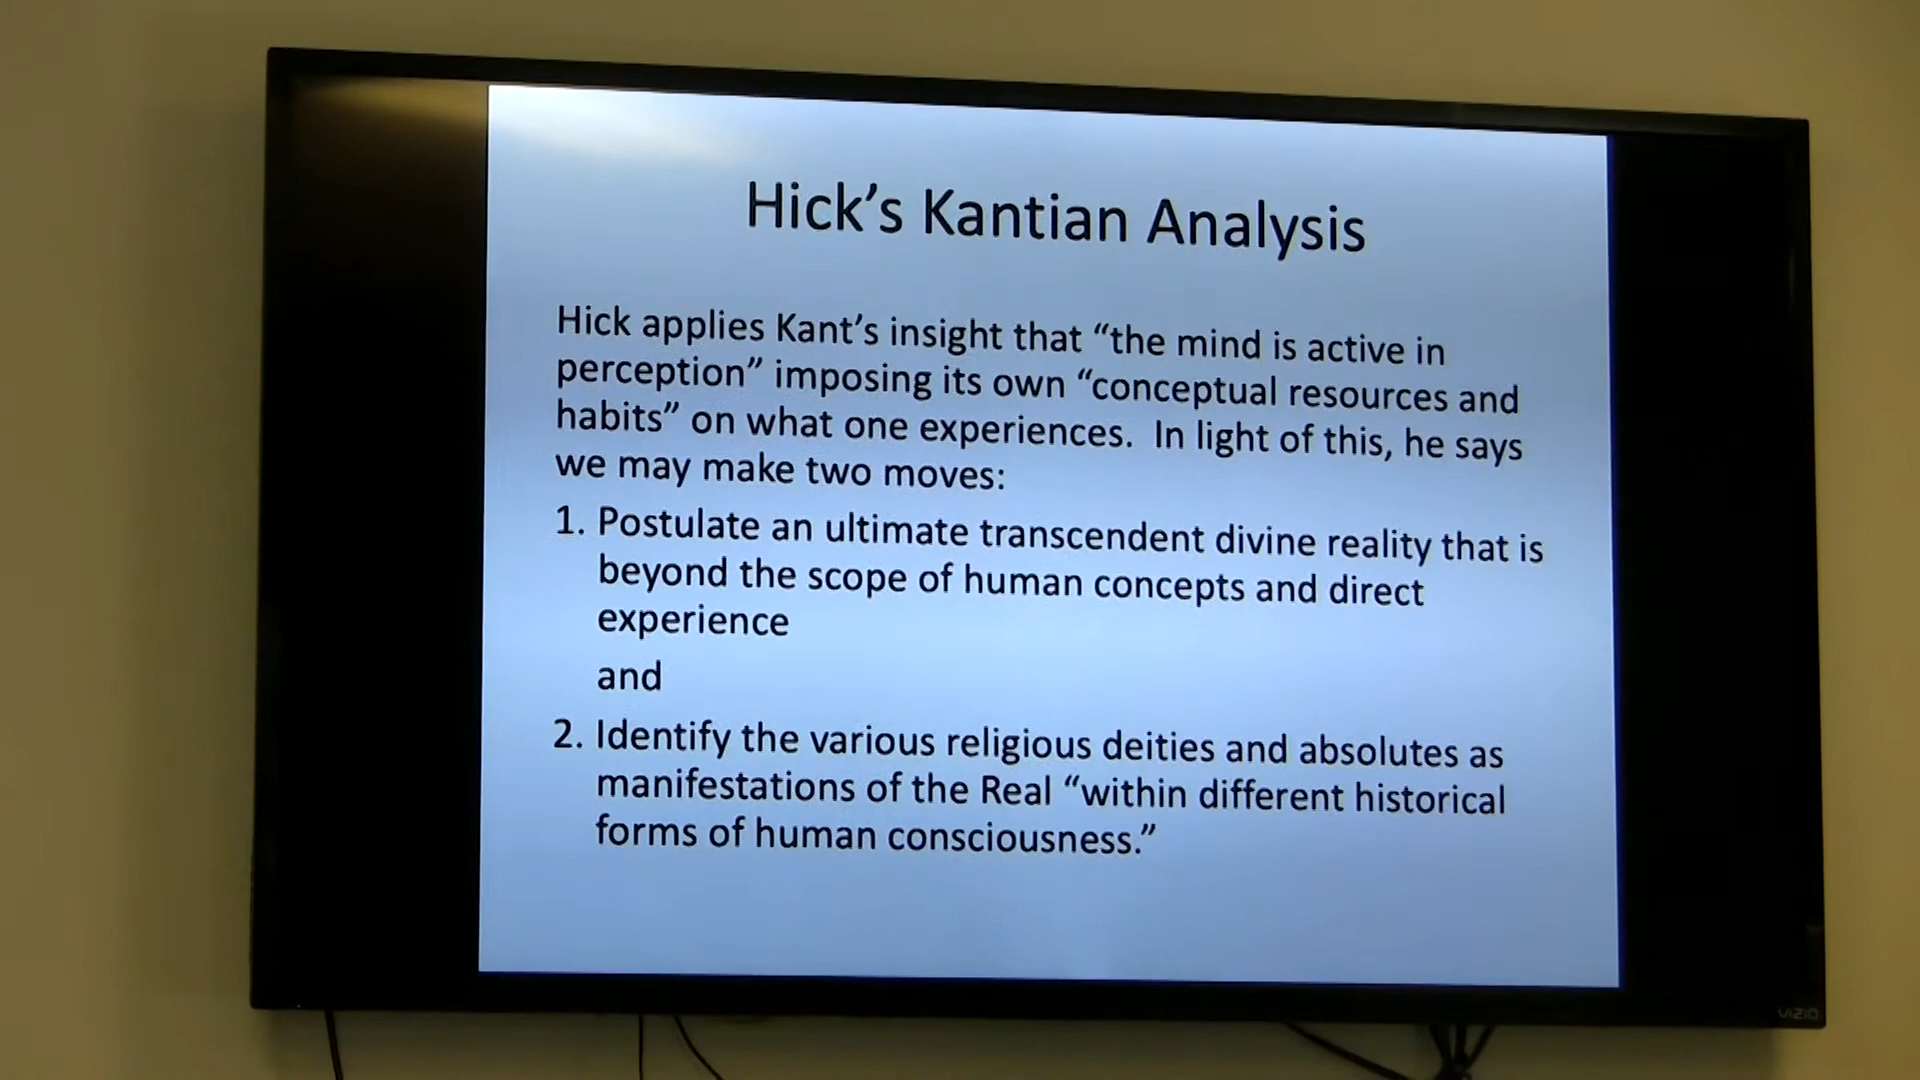 Hick’s Kantian Analysis
Hick applies Kant’s insight that “the mind is active in
perception” imposing its own “conceptual resources and
habits” on what one experiences.  In light of this, he says
we may make two moves:
1. Postulate an ultimate transcendent divine reality that is
beyond the scope of human concepts and direct
experience
and
2. Identify the various religious deities and absolutes as
manifestations of the Real “within different historical
forms of human consciousness.”
VIZIO